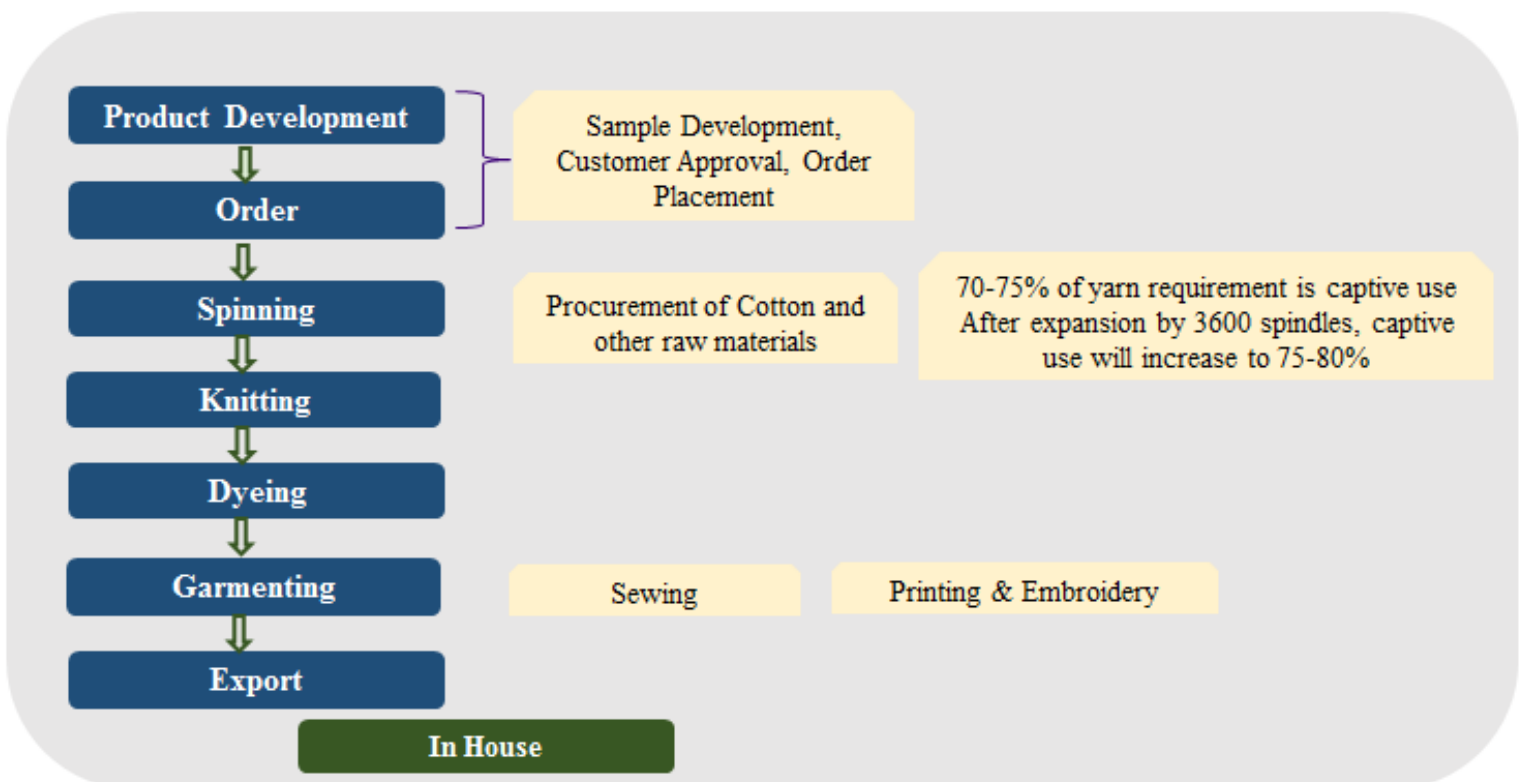 Product Development
Sample Development,
Customer Approval, Order
Placement
Order
Spinning
Procurement of Cotton and
other raw materials
70-75% of yarn requirement is captive use
After expansion by 3600 spindles, captive
use will increase to 75-80%
Knitting
Dyeing
Garmenting
Sewing
Printing & Embroidery
Export
In House